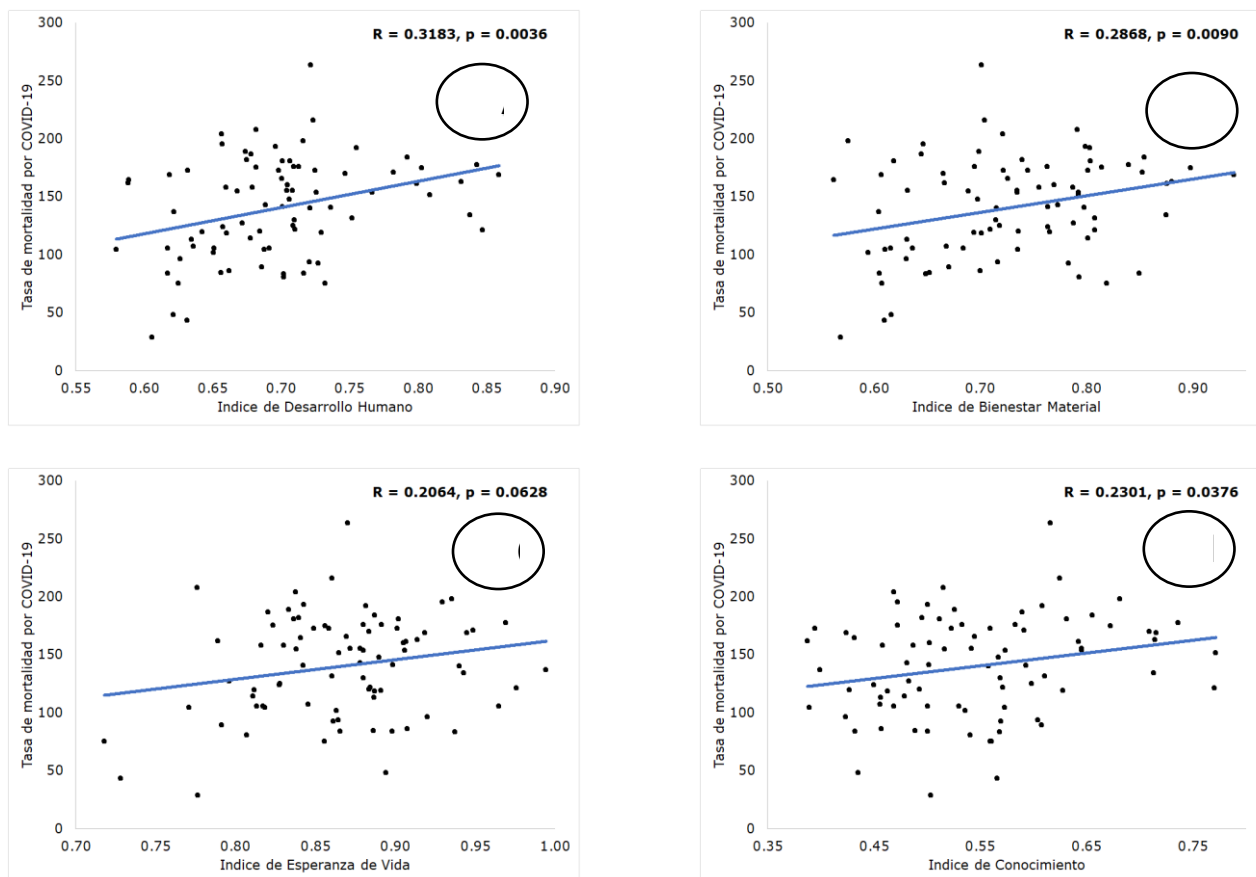 R = 0.3183, p = 0.0036
Tasa de mortalidad por COVID-19
300
250
200
150
100
50
0
0.55 0.60 0.65 0.70 0.75 0.80 0.85 0.90
Indice de Desarrollo Humano
R = 0.2868, p = 0.0090
Tasa de mortalidad por COVID-19
300
250
200
150
100
50
0
0.50 0.60 0.70 0.80 0.90
Indice de Bienestar Material
R = 0.2064, p = 0.0628
Tasa de mortalidad por COVID-19
300
250
200
150
100
50
0
0.70 0.75 0.80 0.85 0.90 0.95 1.00
Indice de Esperanza de Vida
R = 0.2301, p = 0.0376
Tasa de mortalidad por COVID-19
300
250
200
150
100
50
0
0.35 0.45 0.55 0.65 0.75
Indice de Conocimiento